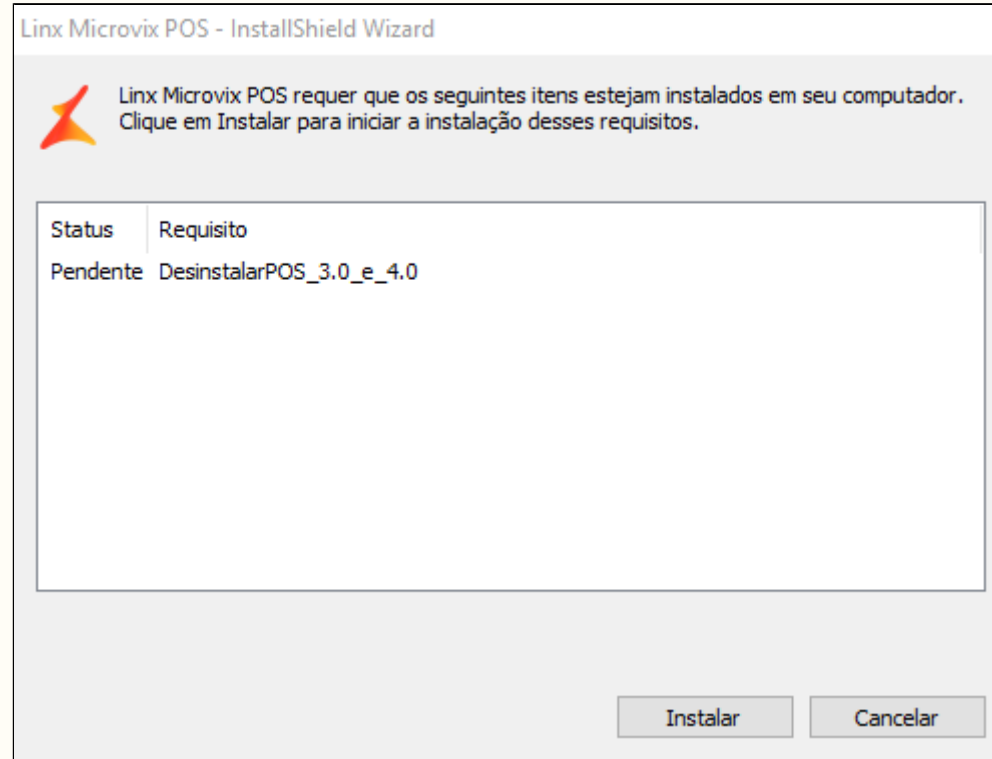 Linx Microvix POS - InstallShield Wizard
Linx Microvix POS requer que os seguintes itens estejam instalados em seu computador.
Clique em Instalar para iniciar a instalação desses requisitos.
Status Requisito
Pendente DesinstalarPOS_3.0_e_4.0
Instalar Cancelar